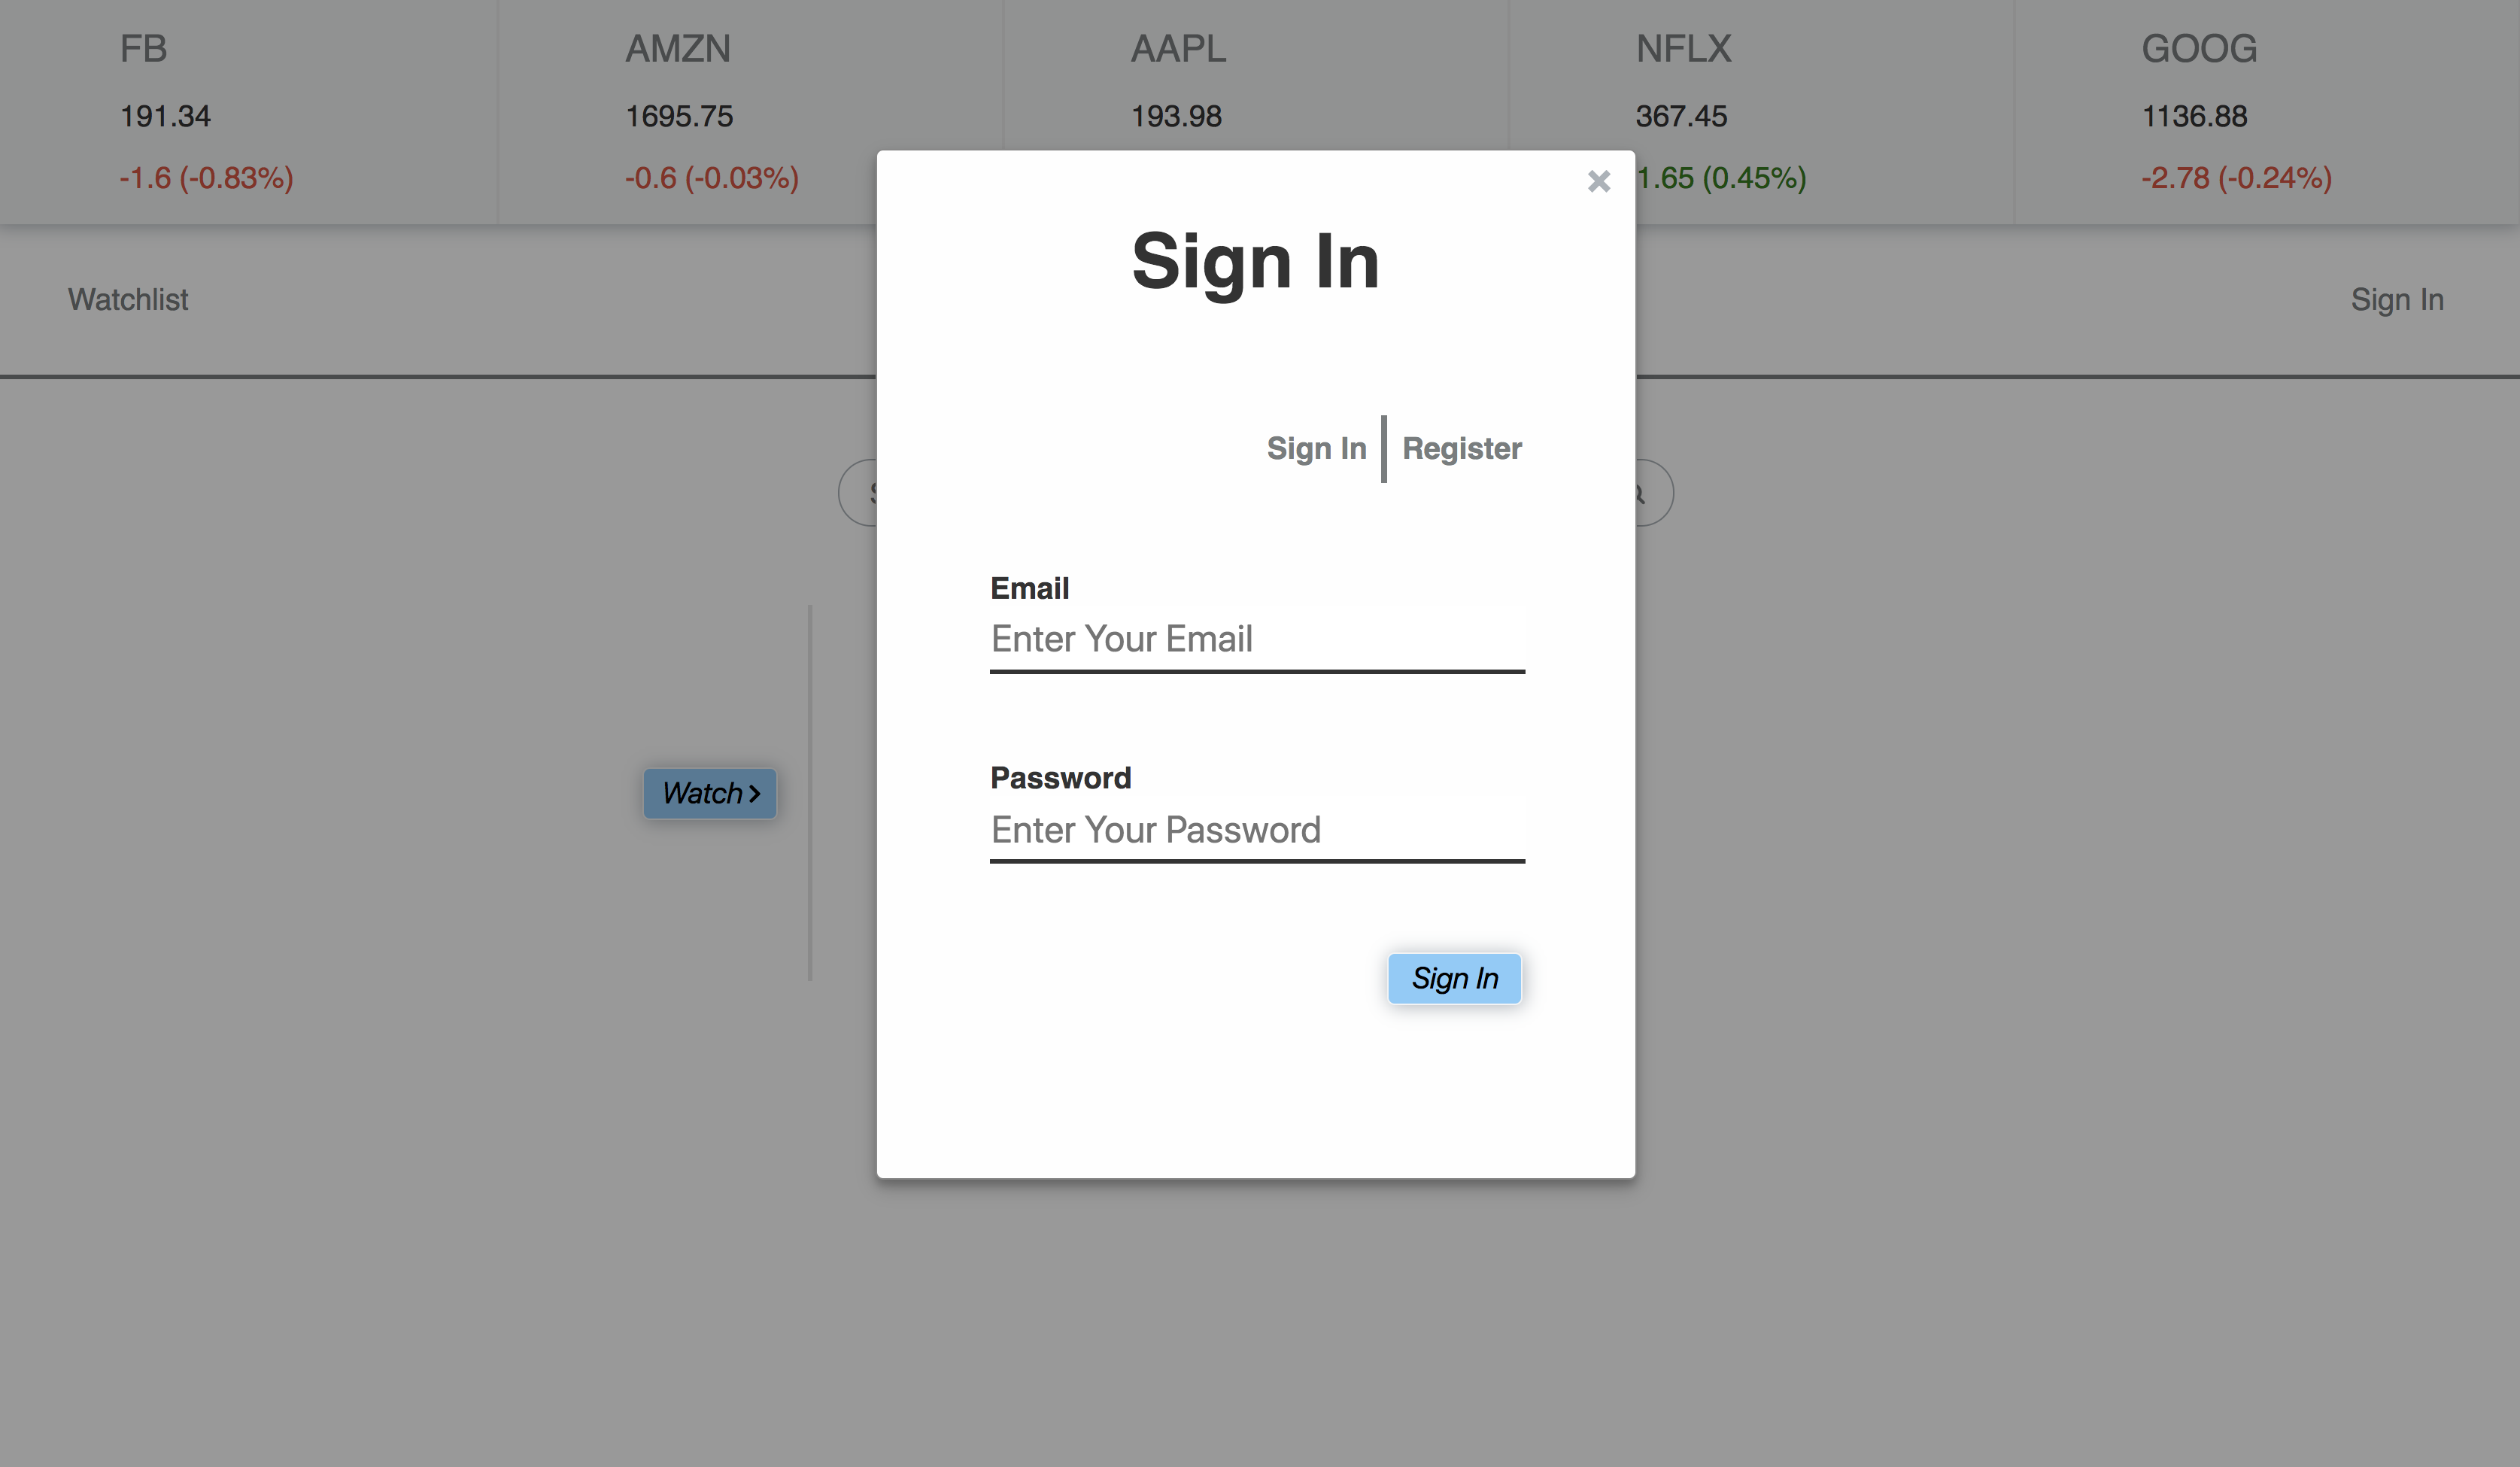 FB
AMZN
AAPL
NFLX
GOOG
191.34
1695.75
193.98
367.45
1136.88
-1.6 (-0.83%)
-0.6 (-0.03%)
1.65 (0.45%)
-2.78 (-0.24%)
Watchlist
Sign In
Sign In
Sign In
Register
Email
Enter Your Email
Password
Enter Your Password
Watch
Sign In